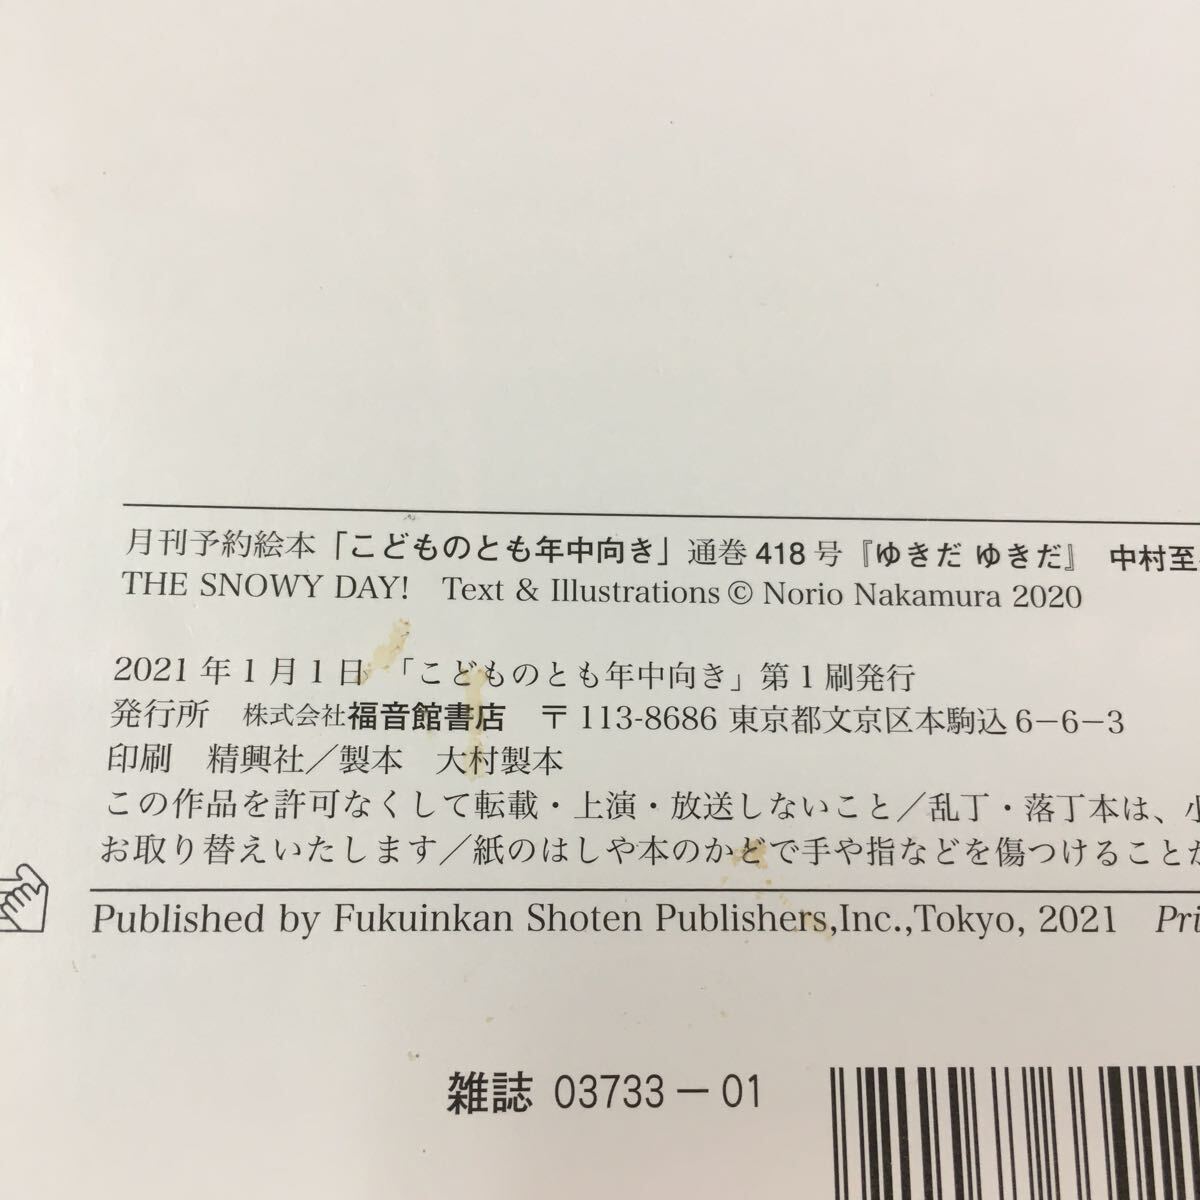 月刊予約絵本「こどものとも年中向き」通巻418号『ゆきだ ゆきだ』 中村至
THE SNOWY DAY! Text & Illustrations © Norio Nakamura 2020
2021年1月1日 「こどものとも年中向き」第1刷発行
発行所 株式会社福音館書店 〒113-8686 東京都文京区本駒込6−6−3
印刷 精興社／製本 大村製本
この作品を許可なくして転載・上演・放送しないこと／乱丁・落丁本は、小
お取り替えいたします／紙のはしや本のかどで手や指などを傷つけることが
Published by Fukuinkan Shoten Publishers,Inc.,Tokyo, 2021 Pri
雑誌 03733−01